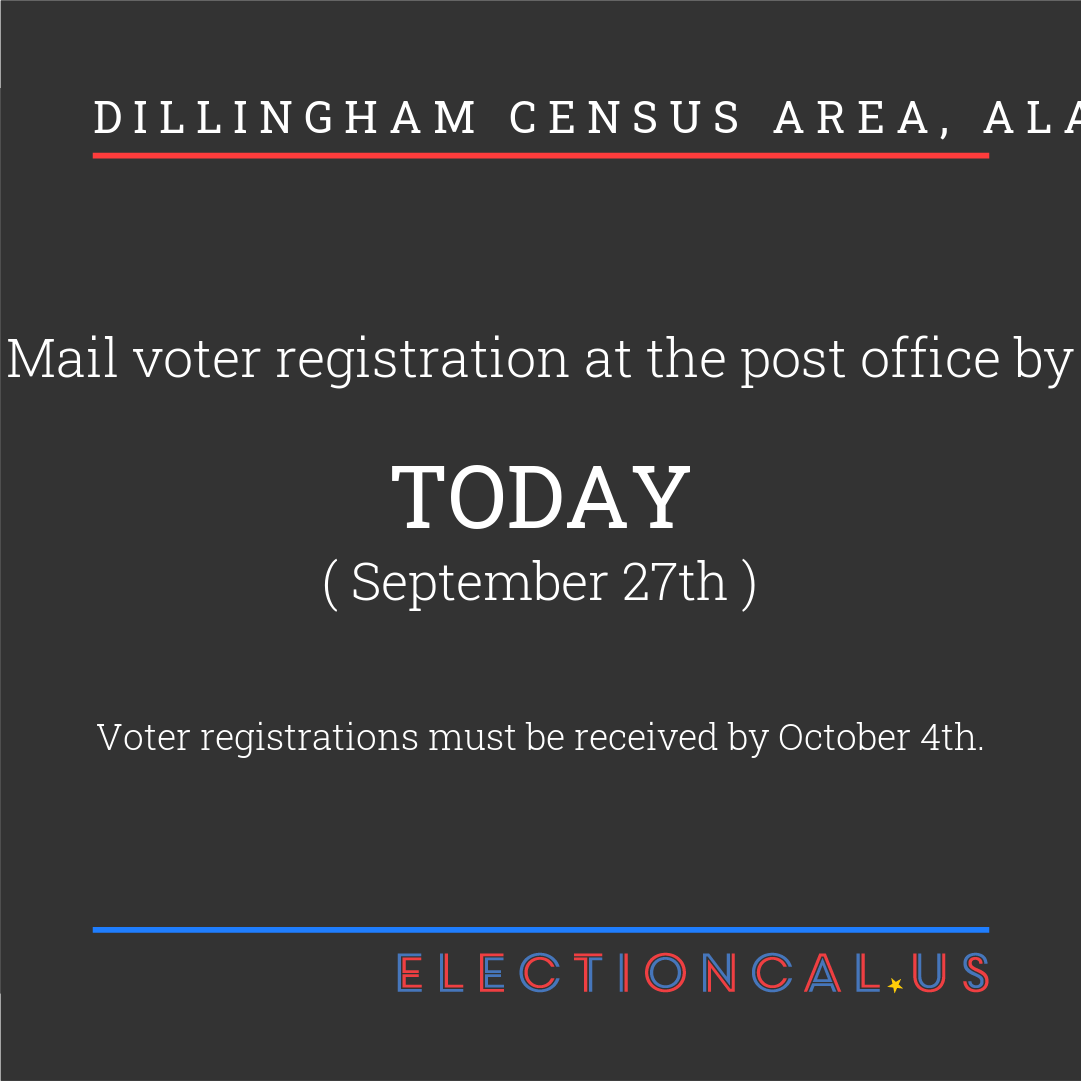 DILLINGHAM CENSUS AREA, ALA
Mail voter registration at the post office by
TODAY
( September 27th )
Voter registrations must be received by October 4th.
ELECTIONCAL.US